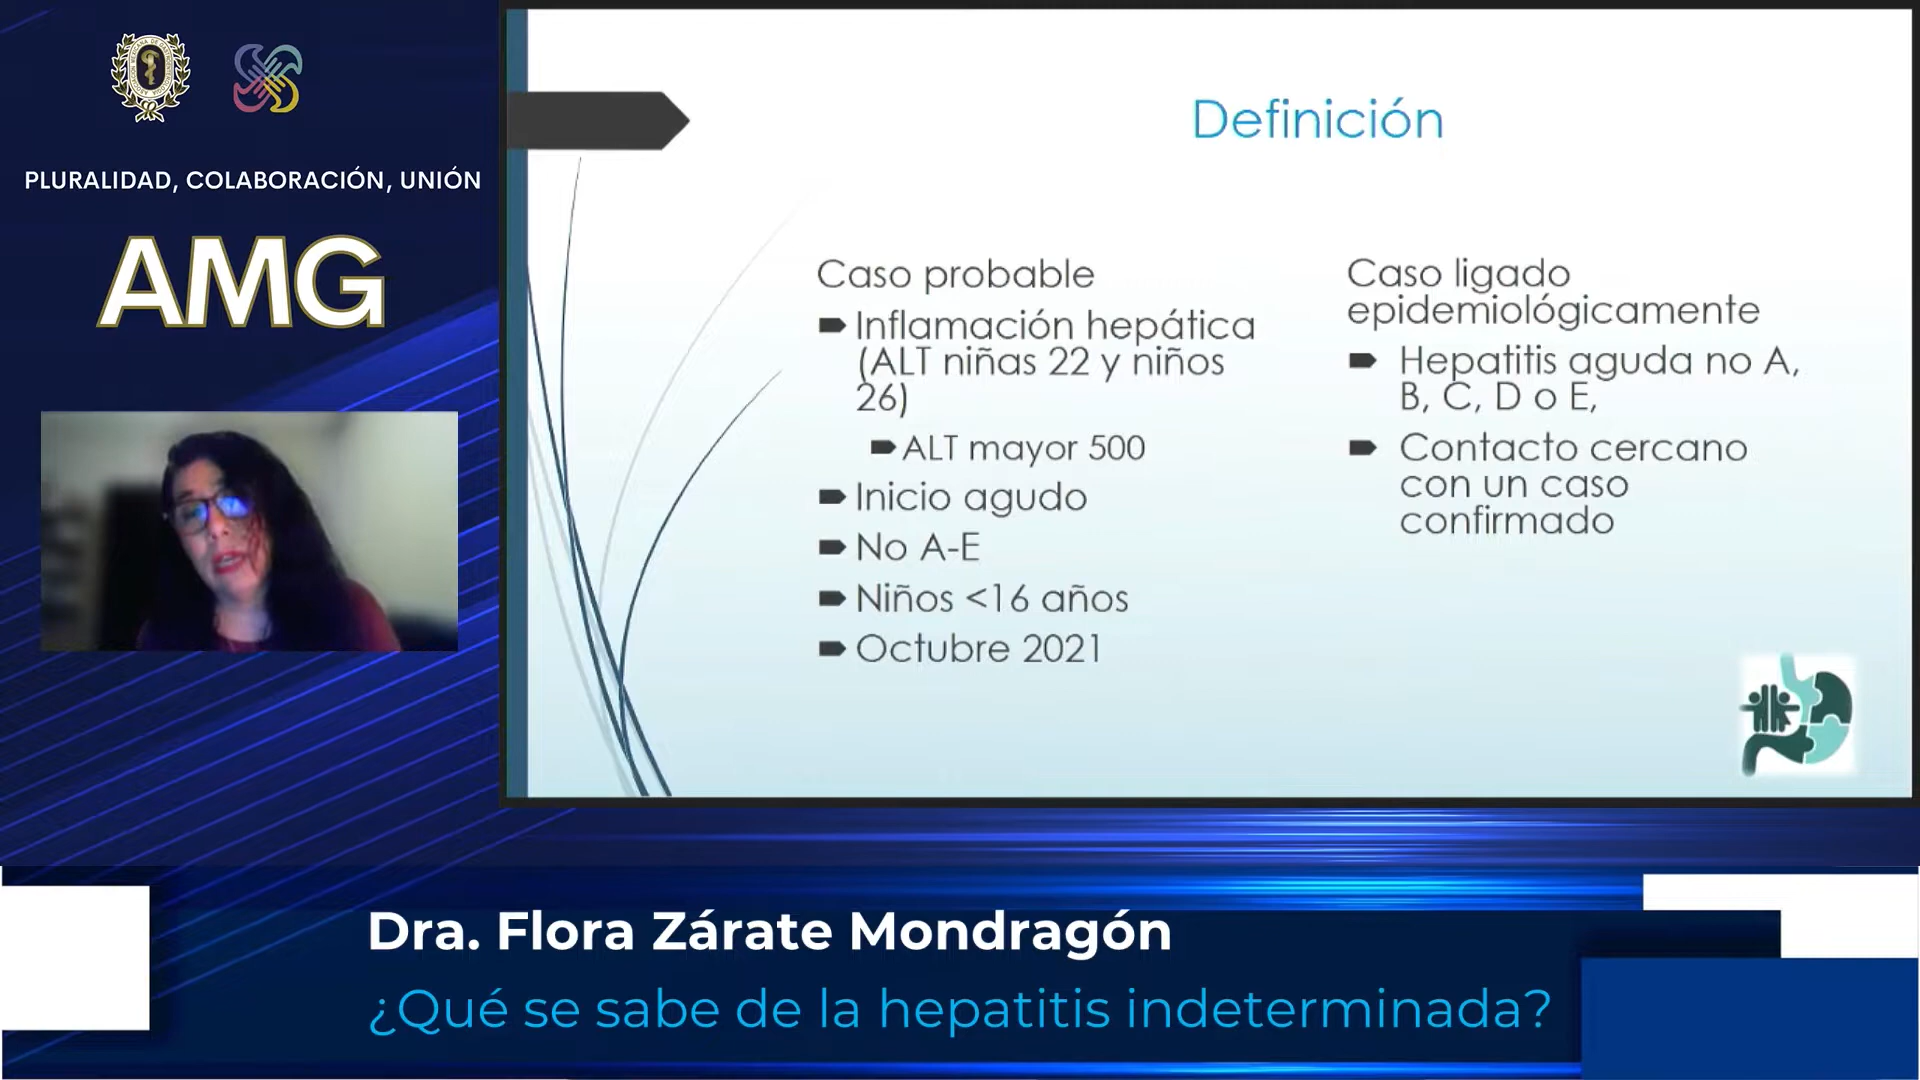 PLURALIDAD, COLABORACIÓN, UNIÓN
AMG
Definición
Caso probable
Inflamación hepática
(ALT niñas 22 y niños
26)
ALT mayor 500
Inicio agudo
No A-E
Niños <16 años
Octubre 2021
Caso ligado
epidemiológicamente
Hepatitis aguda no A,
B, C, D o E,
Contacto cercano
con un caso
confirmado
Dra. Flora Zárate Mondragón
¿Qué se sabe de la hepatitis indeterminada?